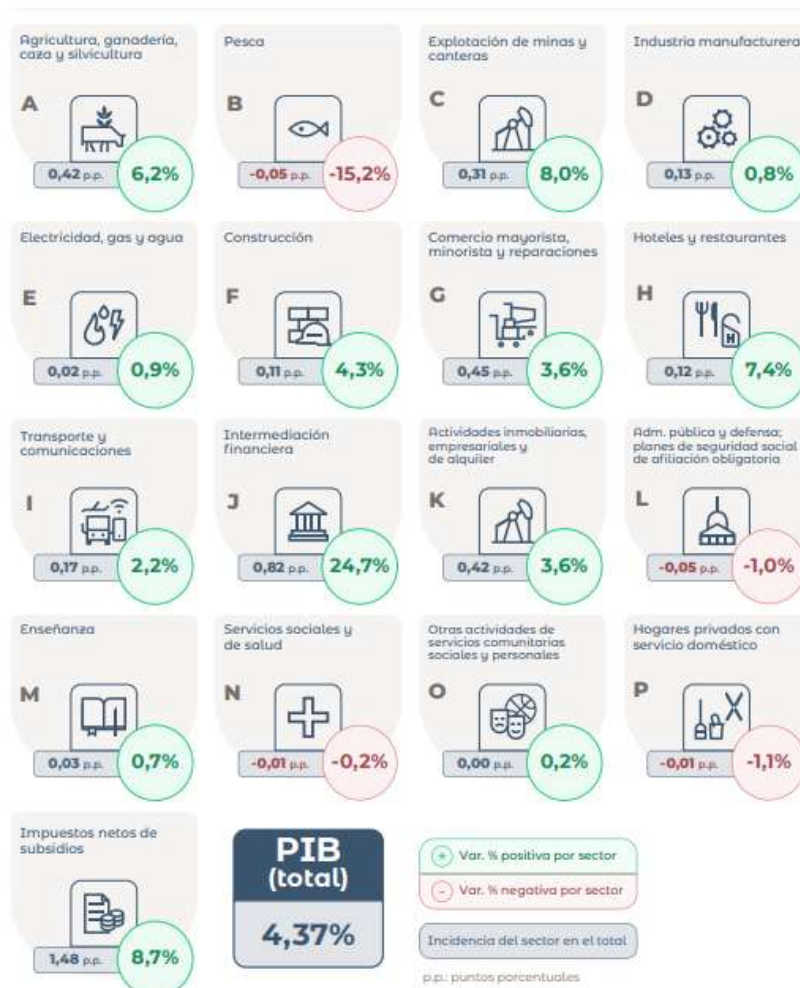 Agricultura, ganadería,
caza y silvicultura
A
0,42 p.p.
6,2%
Pesca
B
-0,05 p.p.
-15,2%
Explotación de minas y
canteras
C
0,31 p.p.
8,0%
Industria manufacturera
D
0,13 p.p.
0,8%
Electricidad, gas y agua
E
0,02 p.p.
0,9%
Construcción
F
0,11 p.p.
4,3%
Comercio mayorista,
minorista y reparaciones
G
0,45 p.p.
3,6%
Hoteles y restaurantes
H
H
0,12 p.p.
7,4%
Transporte y
comunicaciones
I
0,17 p.p.
2,2%
Intermediación
financiera
J
0,82 p.p.
24,7%
Actividades inmobiliarias,
empresariales y
de alquiler
K
0,42 p.p.
3,6%
Adm. pública y defensa;
planes de seguridad social
de afiliación obligatoria
L
-0,05 p.p.
-1,0%
Enseñanza
M
0,03 p.p.
0,7%
Servicios sociales y
de salud
N
-0,01 p.p.
-0,2%
Otras actividades de
servicios comunitarias
sociales y personales
O
0,00 p.p.
0,2%
Hogares privados con
servicio doméstico
P
-0,01 p.p.
-1,1%
Impuestos netos de
subsidios
1,48 p.p.
8,7%
PIB
(total)
4,37%
+ Var. % positiva por sector
- Var. % negativa por sector
Incidencia del sector en el total
p.p.: puntos porcentuales